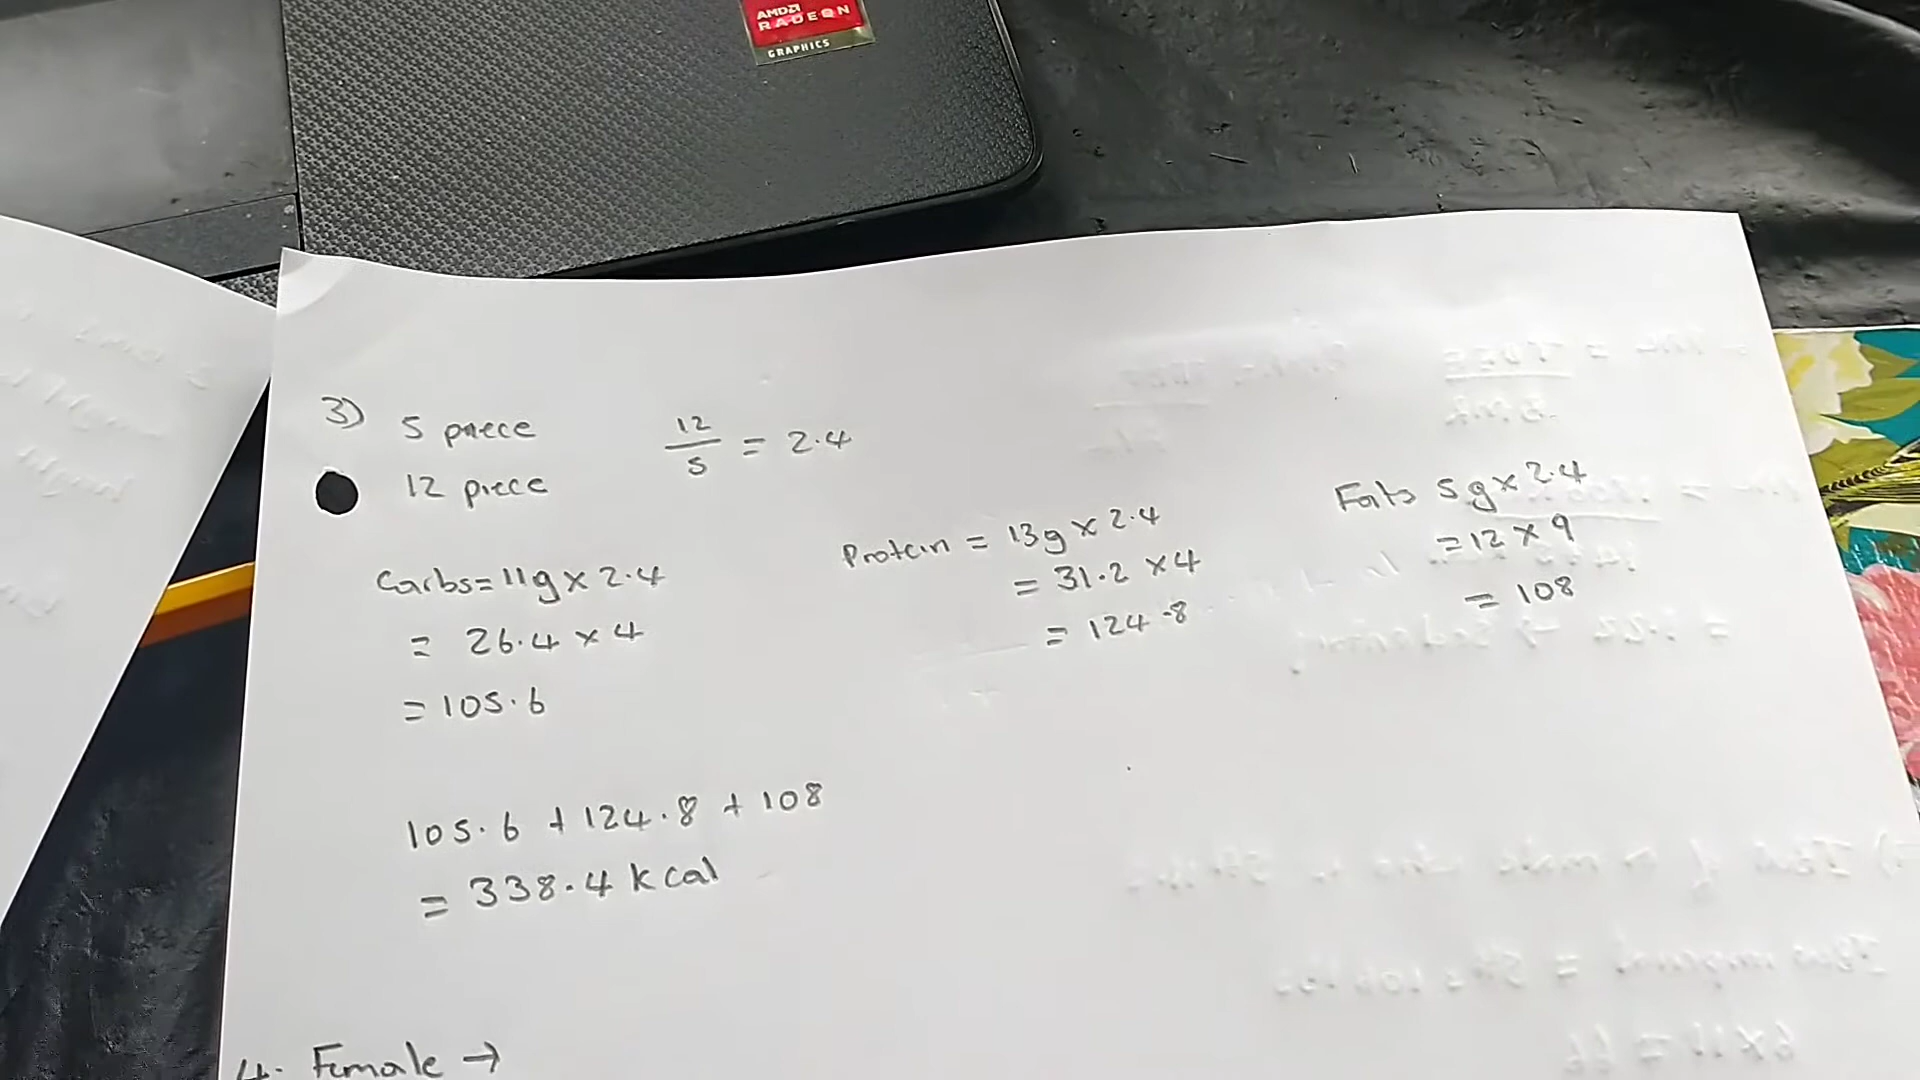 AMD
RADEON
GRAPHICS
3) 5 piece
12 piece
12/5 = 2.4
Carbs = 11g x 2.4
= 26.4 x 4
= 105.6
Protein = 13g x 2.4
= 31.2 x 4
= 124.8
Fats 5g x 2.4
= 12 x 9
= 108
105.6 + 124.8 + 108
= 338.4 kcal
4. Female →